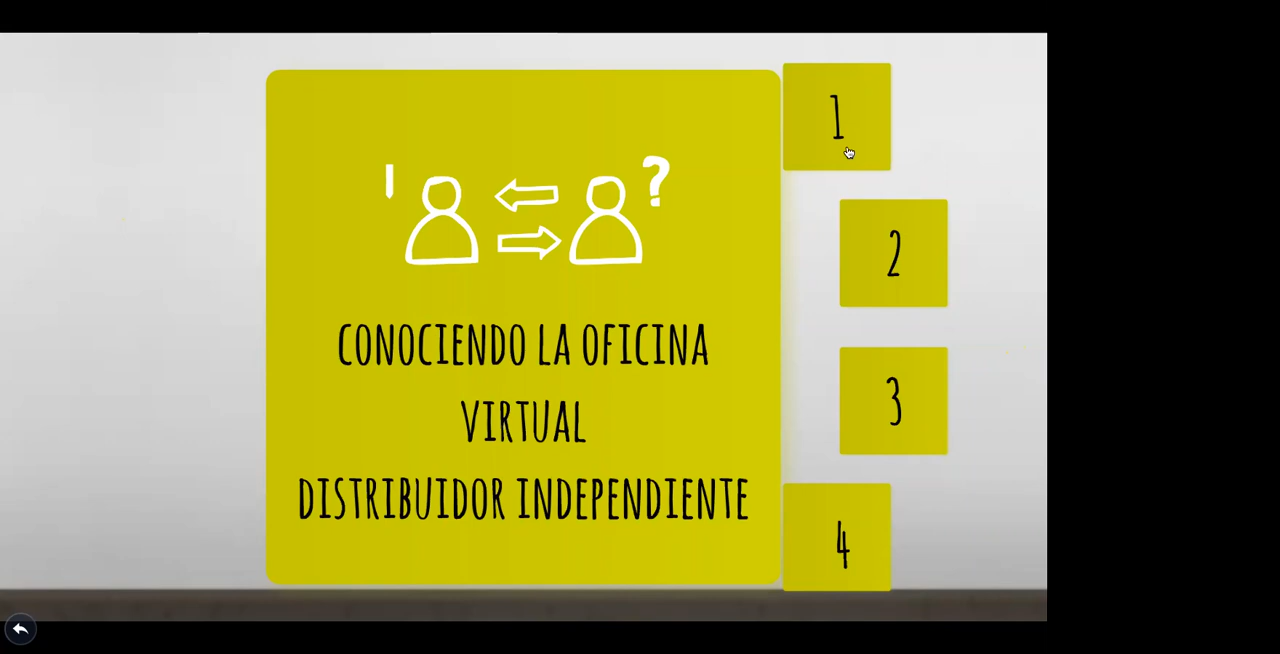 ?
CONOCIENDO LA OFICINA
VIRTUAL
DISTRIBUIDOR INDEPENDIENTE
1
2
3
4